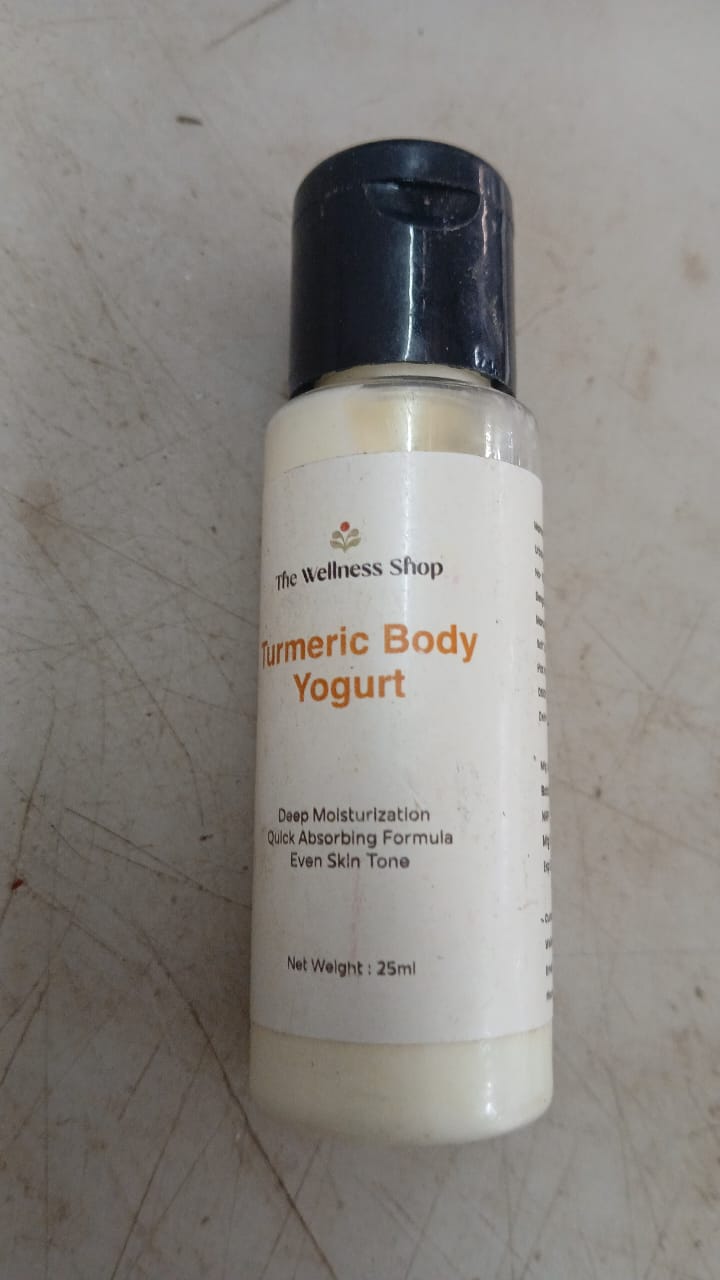 The Wellness Shop
Turmeric Body
Yogurt
Deep Moisturization
Quick Absorbing Formula
Even Skin Tone
Net Weight : 25ml